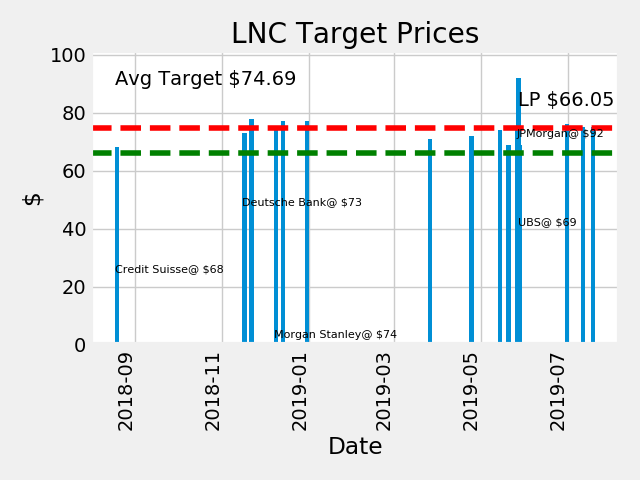 LNC Target Prices
100
Avg Target $74.69
LP $66.05
80
JPMorgan@ $92
60
Deutsche Bank@ $73
$
40
UBS@ $69
Credit Suisse@ $68
20
Morgan Stanley@ $74
0
2018-09
2018-11
2019-01
2019-03
2019-05
2019-07
Date